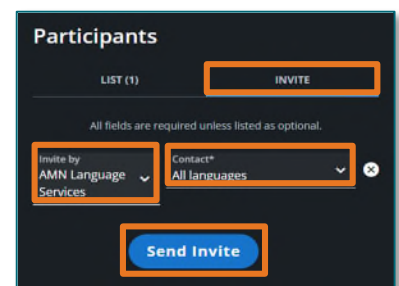 Participants
LIST (1)
INVITE
All fields are required unless listed as optional.
Invite by
AMN Language
Services
Contact*
All languages
Send Invite